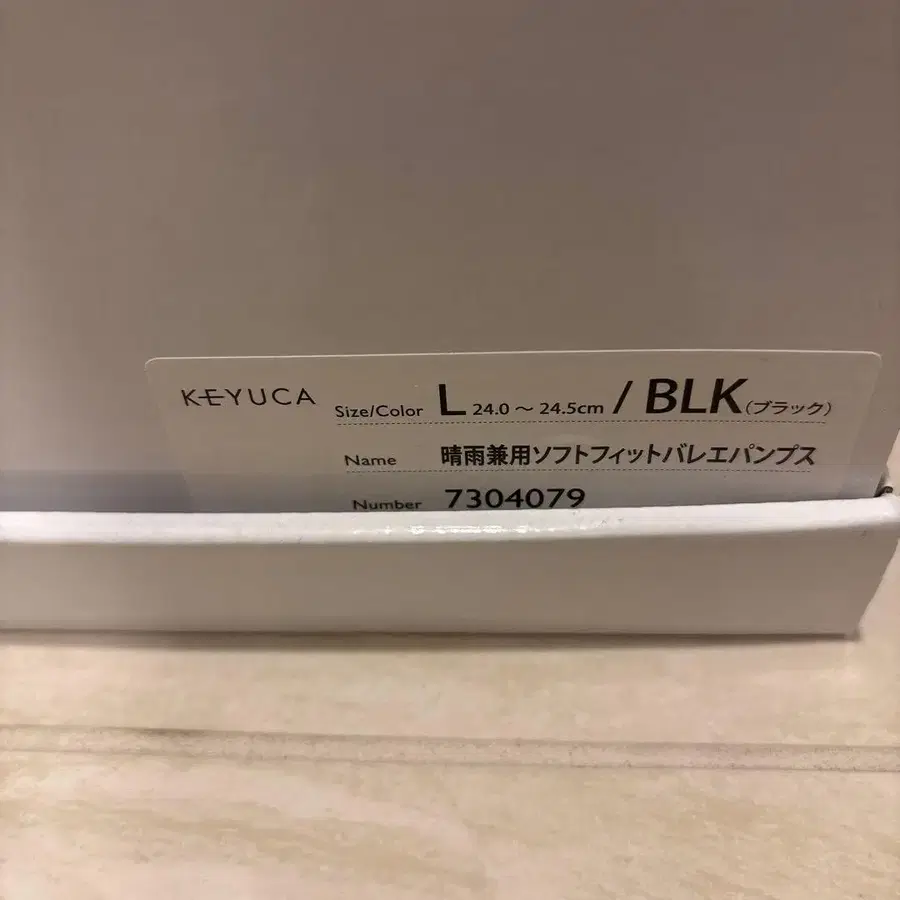 KEYUCA
Size/Color L 24.0 ～ 24.5cm / BLK(ブラック)
Name 晴雨兼用ソフトフィットバレエパンプス
Number 7304079